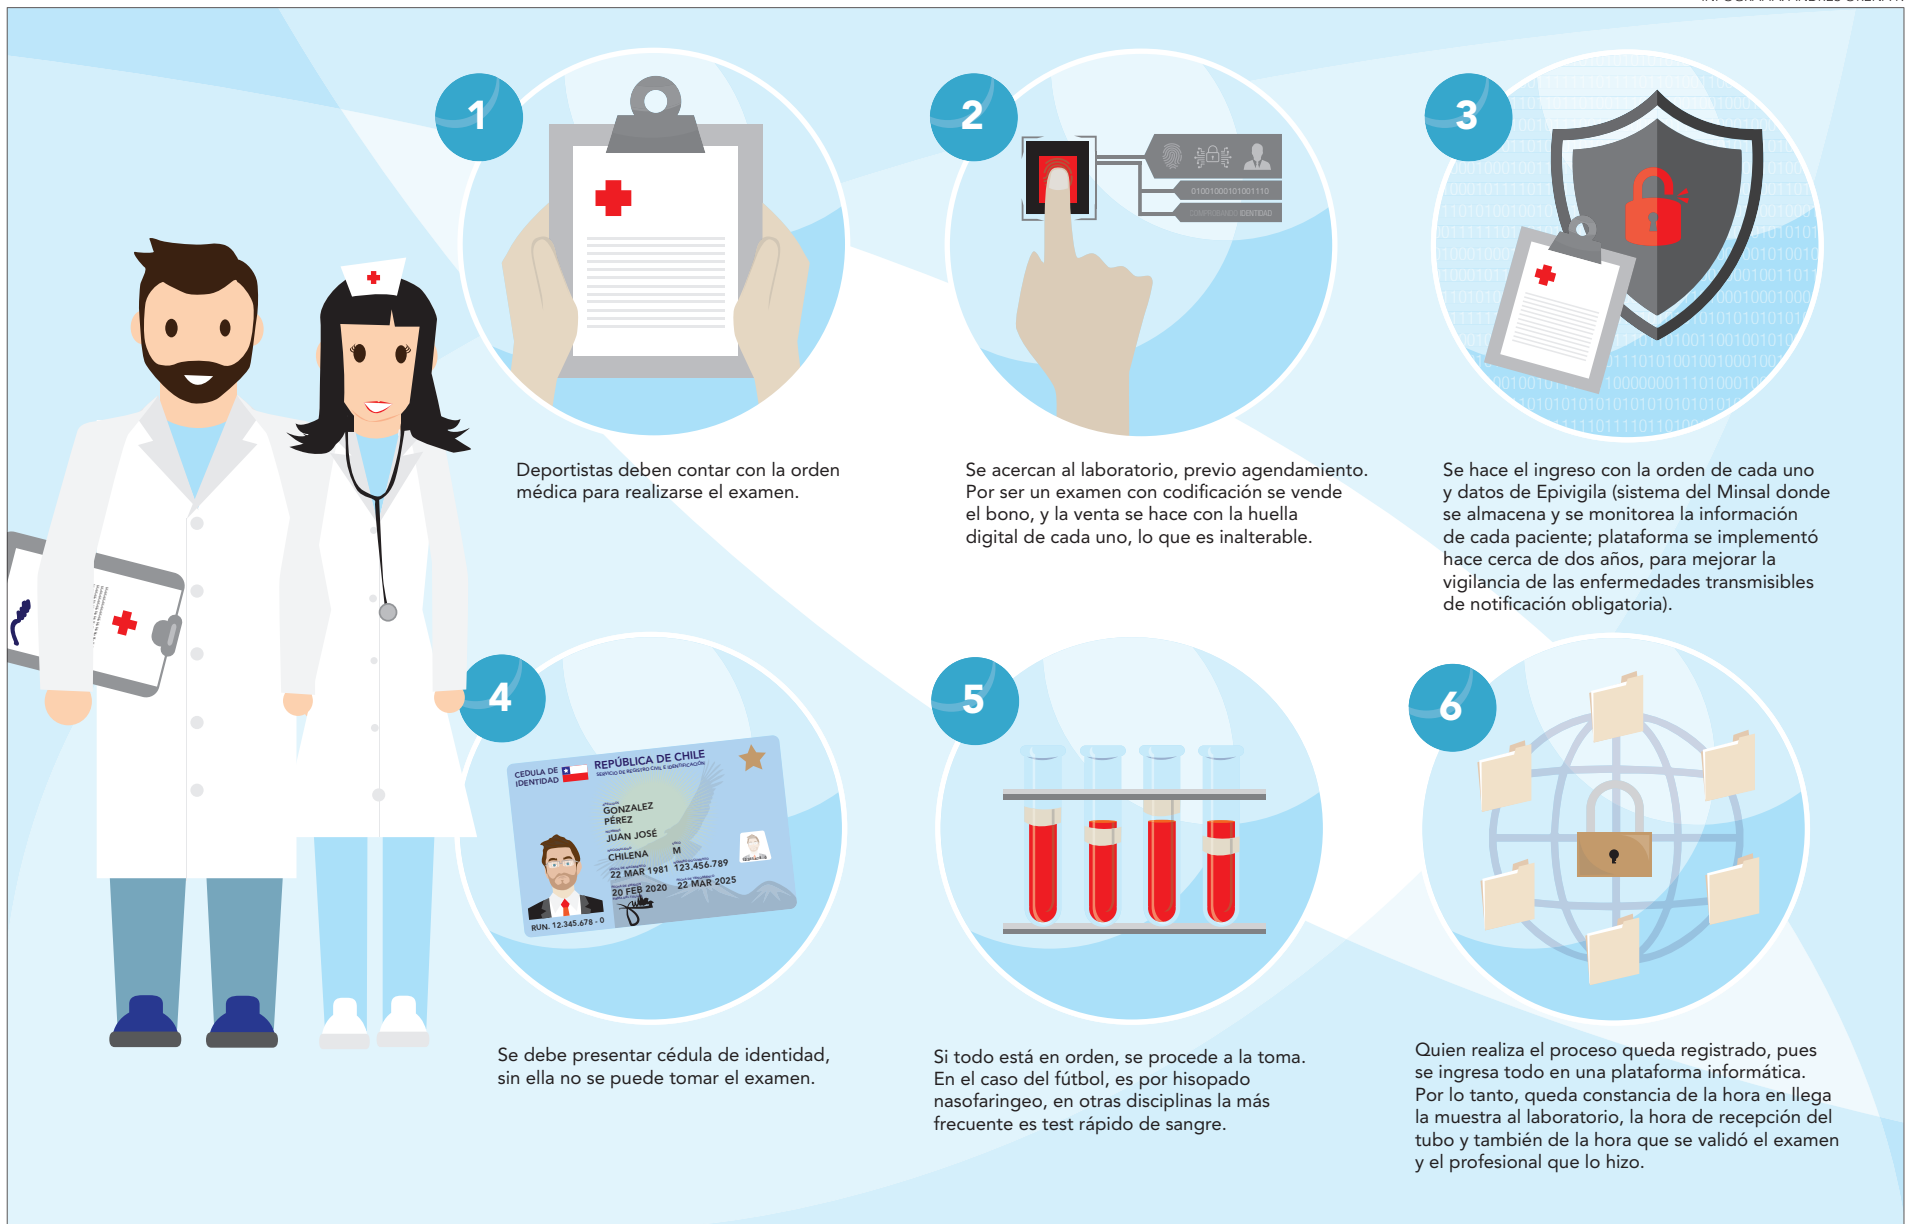 1
Deportistas deben contar con la orden
médica para realizarse el examen.
2
01001000101001110
COMPROBANDO IDENTIDAD
Se acercan al laboratorio, previo agendamiento.
Por ser un examen con codificación se vende
el bono, y la venta se hace con la huella
digital de cada uno, lo que es inalterable.
3
Se hace el ingreso con la orden de cada uno
y datos de Epivigila (sistema del Minsal donde
se almacena y se monitorea la información
de cada paciente; plataforma se implementó
hace cerca de dos años, para mejorar la
vigilancia de las enfermedades transmisibles
de notificación obligatoria).
4
CEDULA DE
IDENTIDAD
REPÚBLICA DE CHILE
SERVICIO DE REGISTRO CIVIL E IDENTIFICACIÓN
GONZALEZ
PÉREZ
JUAN JOSÉ
CHILENA M
22 MAR 1981 123.456.789
20 FEB 2020 22 MAR 2025
RUN. 12.345.678 - 0
Se debe presentar cédula de identidad,
sin ella no se puede tomar el examen.
5
Si todo está en orden, se procede a la toma.
En el caso del fútbol, es por hisopado
nasofaringeo, en otras disciplinas la más
frecuente es test rápido de sangre.
6
Quien realiza el proceso queda registrado, pues
se ingresa todo en una plataforma informática.
Por lo tanto, queda constancia de la hora en llega
la muestra al laboratorio, la hora de recepción del
tubo y también de la hora que se validó el examen
y el profesional que lo hizo.